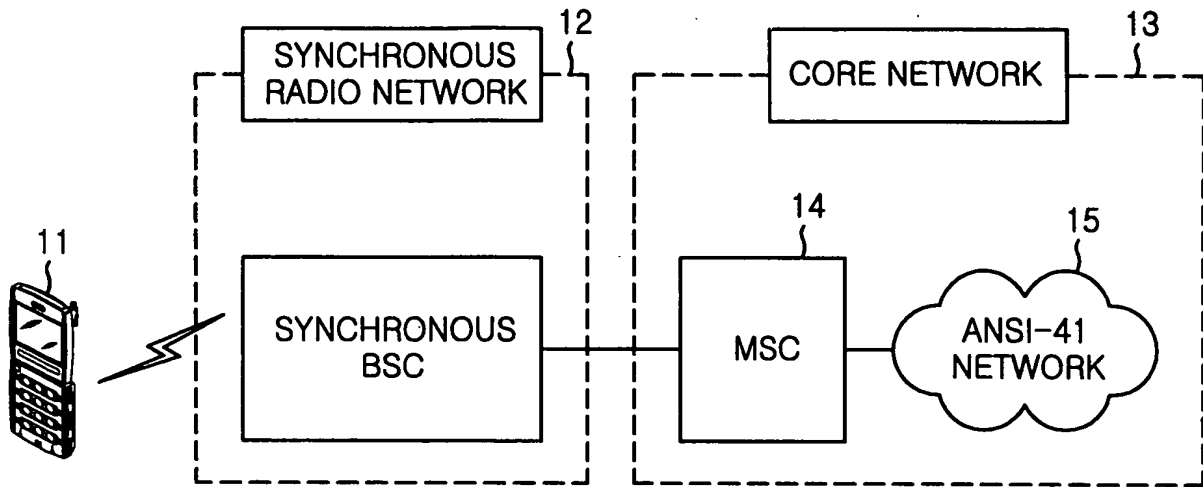 SYNCHRONOUS
RADIO NETWORK
12
CORE NETWORK
13
11
SYNCHRONOUS
BSC
14
MSC
15
ANSI-41
NETWORK